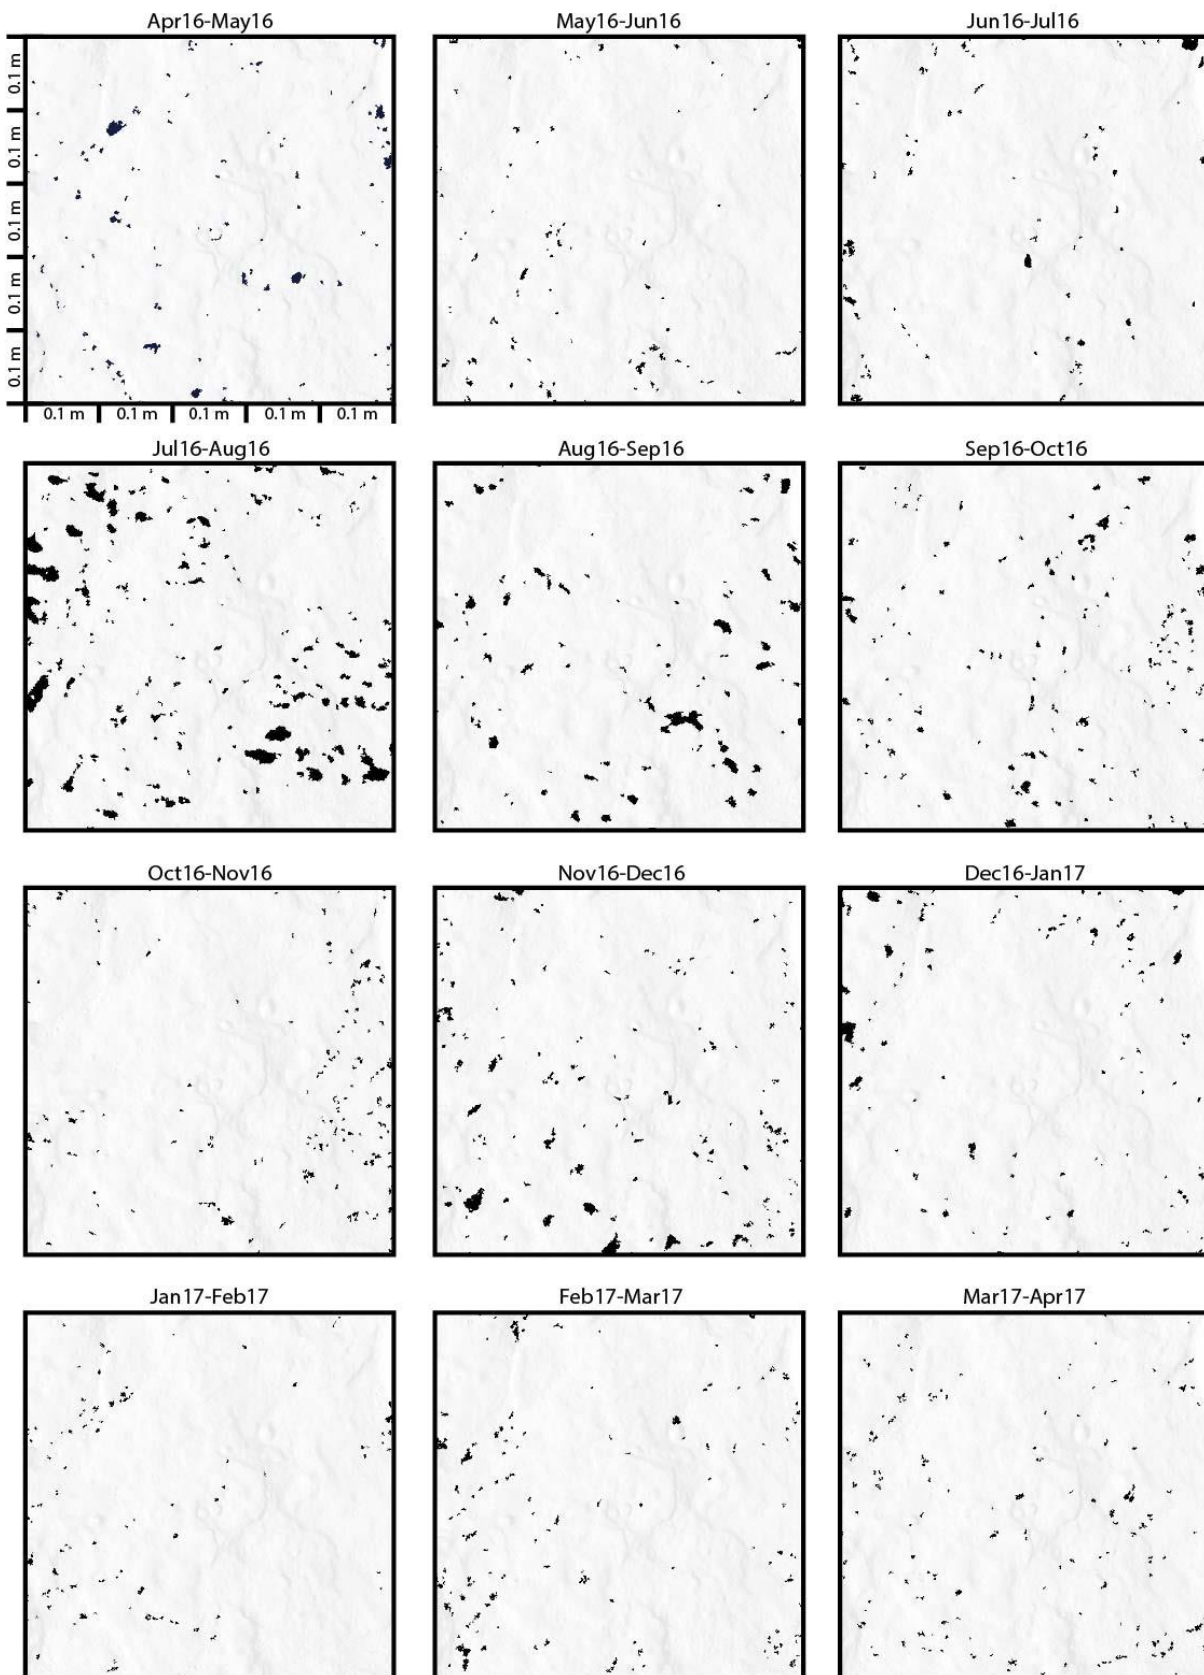 Apr16-May16
May16-Jun16
Jun16-Jul16
0.1 m
0.1 m
0.1 m
0.1 m
0.1 m
0.1 m
0.1 m
0.1 m
0.1 m
0.1 m
Jul16-Aug16
Aug16-Sep16
Sep16-Oct16
Oct16-Nov16
Nov16-Dec16
Dec16-Jan17
Jan17-Feb17
Feb17-Mar17
Mar17-Apr17